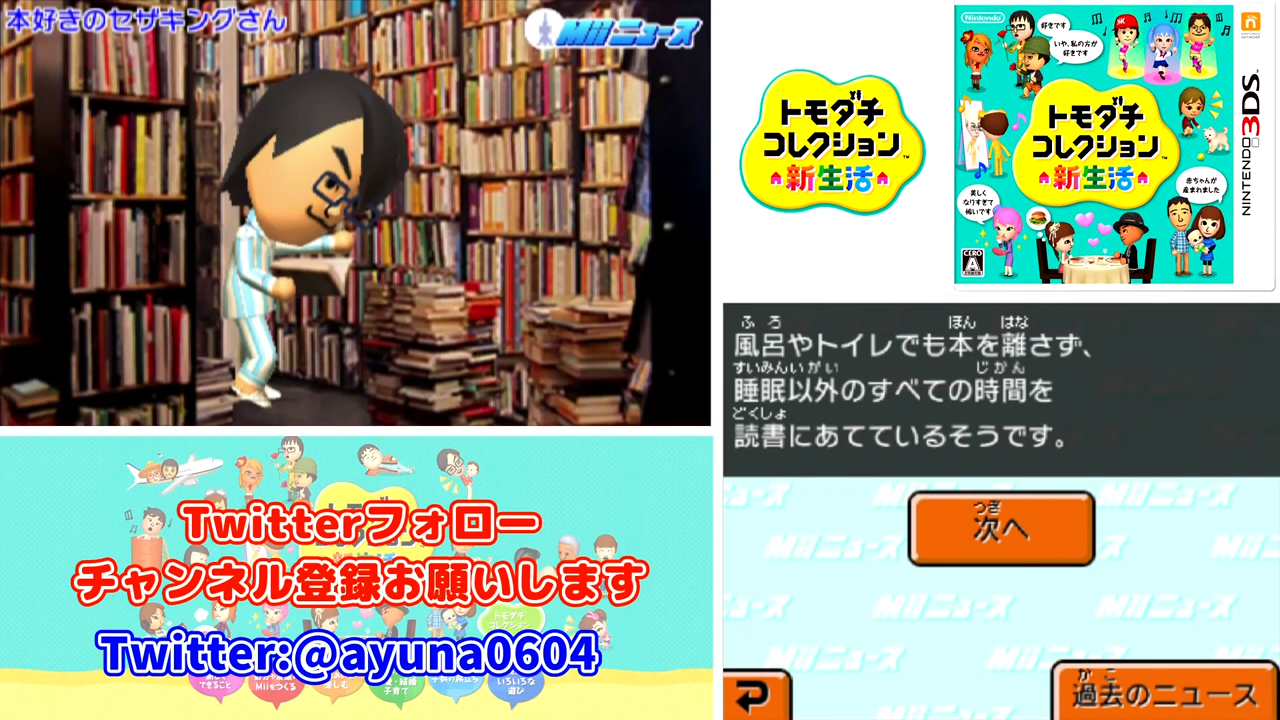 本好きのセザキングさん
Miiニュース
トモダチ
コレクション™
新生活
Nintendo
好きです
いや、私の方が
好きです
トモダチ
コレクション™
新生活
美しく
なりすぎて
怖いです
赤ちゃんが
産まれました
CERO
A
NINTENDO 3DS
ふろ ほん はな
風呂やトイレでも本を離さず、
すいみんいがい じかん
睡眠以外のすべての時間を
どくしょ
読書にあてているそうです。
つぎ
次へ
かこ
過去のニュース
Twitterフォロー
チャンネル登録お願いします
Twitter:@ayuna0604